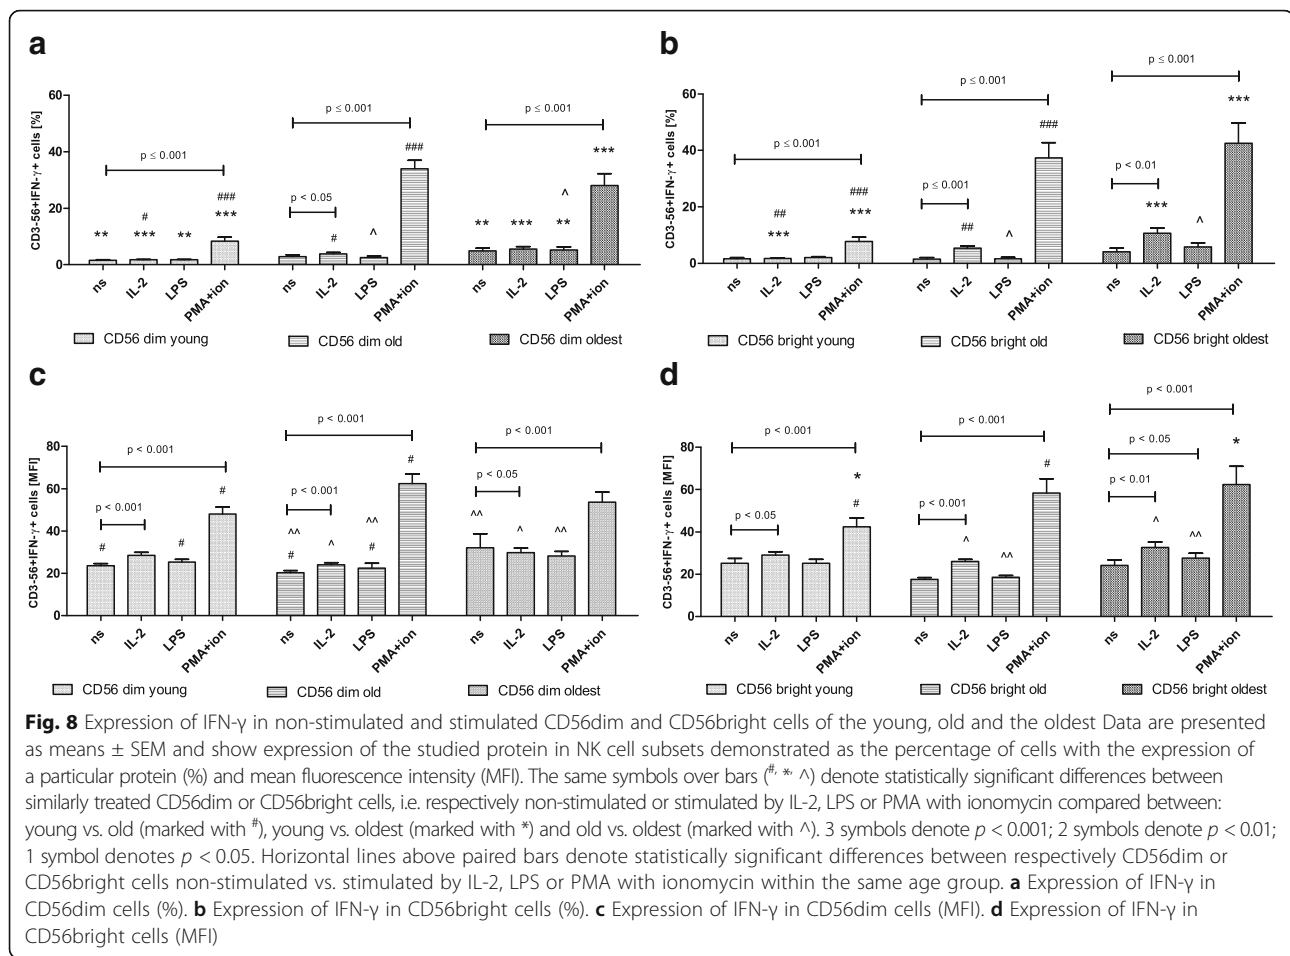 a
p ≤ 0.001
p ≤ 0.001
p ≤ 0.001
p < 0.05
CD3-56+IFN-γ+ cells [%]
60
40
20
0
** # *** ** ### ***
# ^ ###
** *** ^ ** ***
ns IL-2 LPS PMA+ion ns IL-2 LPS PMA+ion ns IL-2 LPS PMA+ion
CD56 dim young CD56 dim old CD56 dim oldest
b
p ≤ 0.001
p ≤ 0.001
p ≤ 0.001
p ≤ 0.001
p < 0.01
CD3-56+IFN-γ+ cells [%]
60
40
20
0
## *** ### ***
## ^ ###
*** ^ ***
ns IL-2 LPS PMA+ion ns IL-2 LPS PMA+ion ns IL-2 LPS PMA+ion
CD56 bright young CD56 bright old CD56 bright oldest
c
p < 0.001
p < 0.001
p < 0.001
p < 0.001
p < 0.001
p < 0.05
CD3-56+IFN-γ+ cells [MFI]
80
60
40
20
0
# # #
^^ # ^ ^^ # #
^^ ^ ^^
ns IL-2 LPS PMA+ion ns IL-2 LPS PMA+ion ns IL-2 LPS PMA+ion
CD56 dim young CD56 dim old CD56 dim oldest
d
p < 0.001
p < 0.05
p < 0.001
p < 0.001
p < 0.001
p < 0.05
p < 0.01
CD3-56+IFN-γ+ cells [MFI]
80
60
40
20
0
* #
^ ^^ #
^ ^^ *
ns IL-2 LPS PMA+ion ns IL-2 LPS PMA+ion ns IL-2 LPS PMA+ion
CD56 bright young CD56 bright old CD56 bright oldest
Fig. 8 Expression of IFN-γ in non-stimulated and stimulated CD56dim and CD56bright cells of the young, old and the oldest Data are presented
as means ± SEM and show expression of the studied protein in NK cell subsets demonstrated as the percentage of cells with the expression of
a particular protein (%) and mean fluorescence intensity (MFI). The same symbols over bars (#, *, ^) denote statistically significant differences between
similarly treated CD56dim or CD56bright cells, i.e. respectively non-stimulated or stimulated by IL-2, LPS or PMA with ionomycin compared between:
young vs. old (marked with #), young vs. oldest (marked with *) and old vs. oldest (marked with ^). 3 symbols denote p < 0.001; 2 symbols denote p < 0.01;
1 symbol denotes p < 0.05. Horizontal lines above paired bars denote statistically significant differences between respectively CD56dim or
CD56bright cells non-stimulated vs. stimulated by IL-2, LPS or PMA with ionomycin within the same age group. a Expression of IFN-γ in
CD56dim cells (%). b Expression of IFN-γ in CD56bright cells (%). c Expression of IFN-γ in CD56dim cells (MFI). d Expression of IFN-γ in
CD56bright cells (MFI)